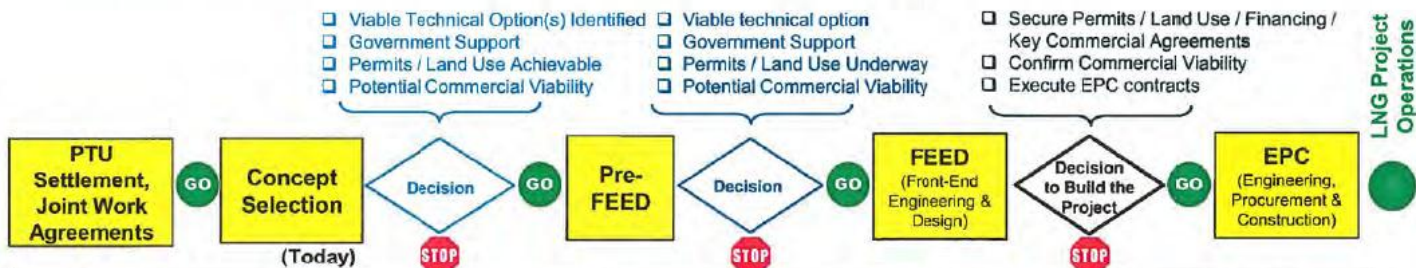 ❑ Viable Technical Option(s) Identified
❑ Government Support
❑ Permits / Land Use Achievable
❑ Potential Commercial Viability
❑ Viable technical option
❑ Government Support
❑ Permits / Land Use Underway
❑ Potential Commercial Viability
❑ Secure Permits / Land Use / Financing /
Key Commercial Agreements
❑ Confirm Commercial Viability
❑ Execute EPC contracts
PTU
Settlement,
Joint Work
Agreements
GO
Concept
Selection
(Today)
Decision
STOP
GO
Pre-
FEED
Decision
STOP
GO
FEED
(Front-End
Engineering &
Design)
Decision
to Build the
Project
STOP
GO
EPC
(Engineering,
Procurement &
Construction)
LNG Project
Operations